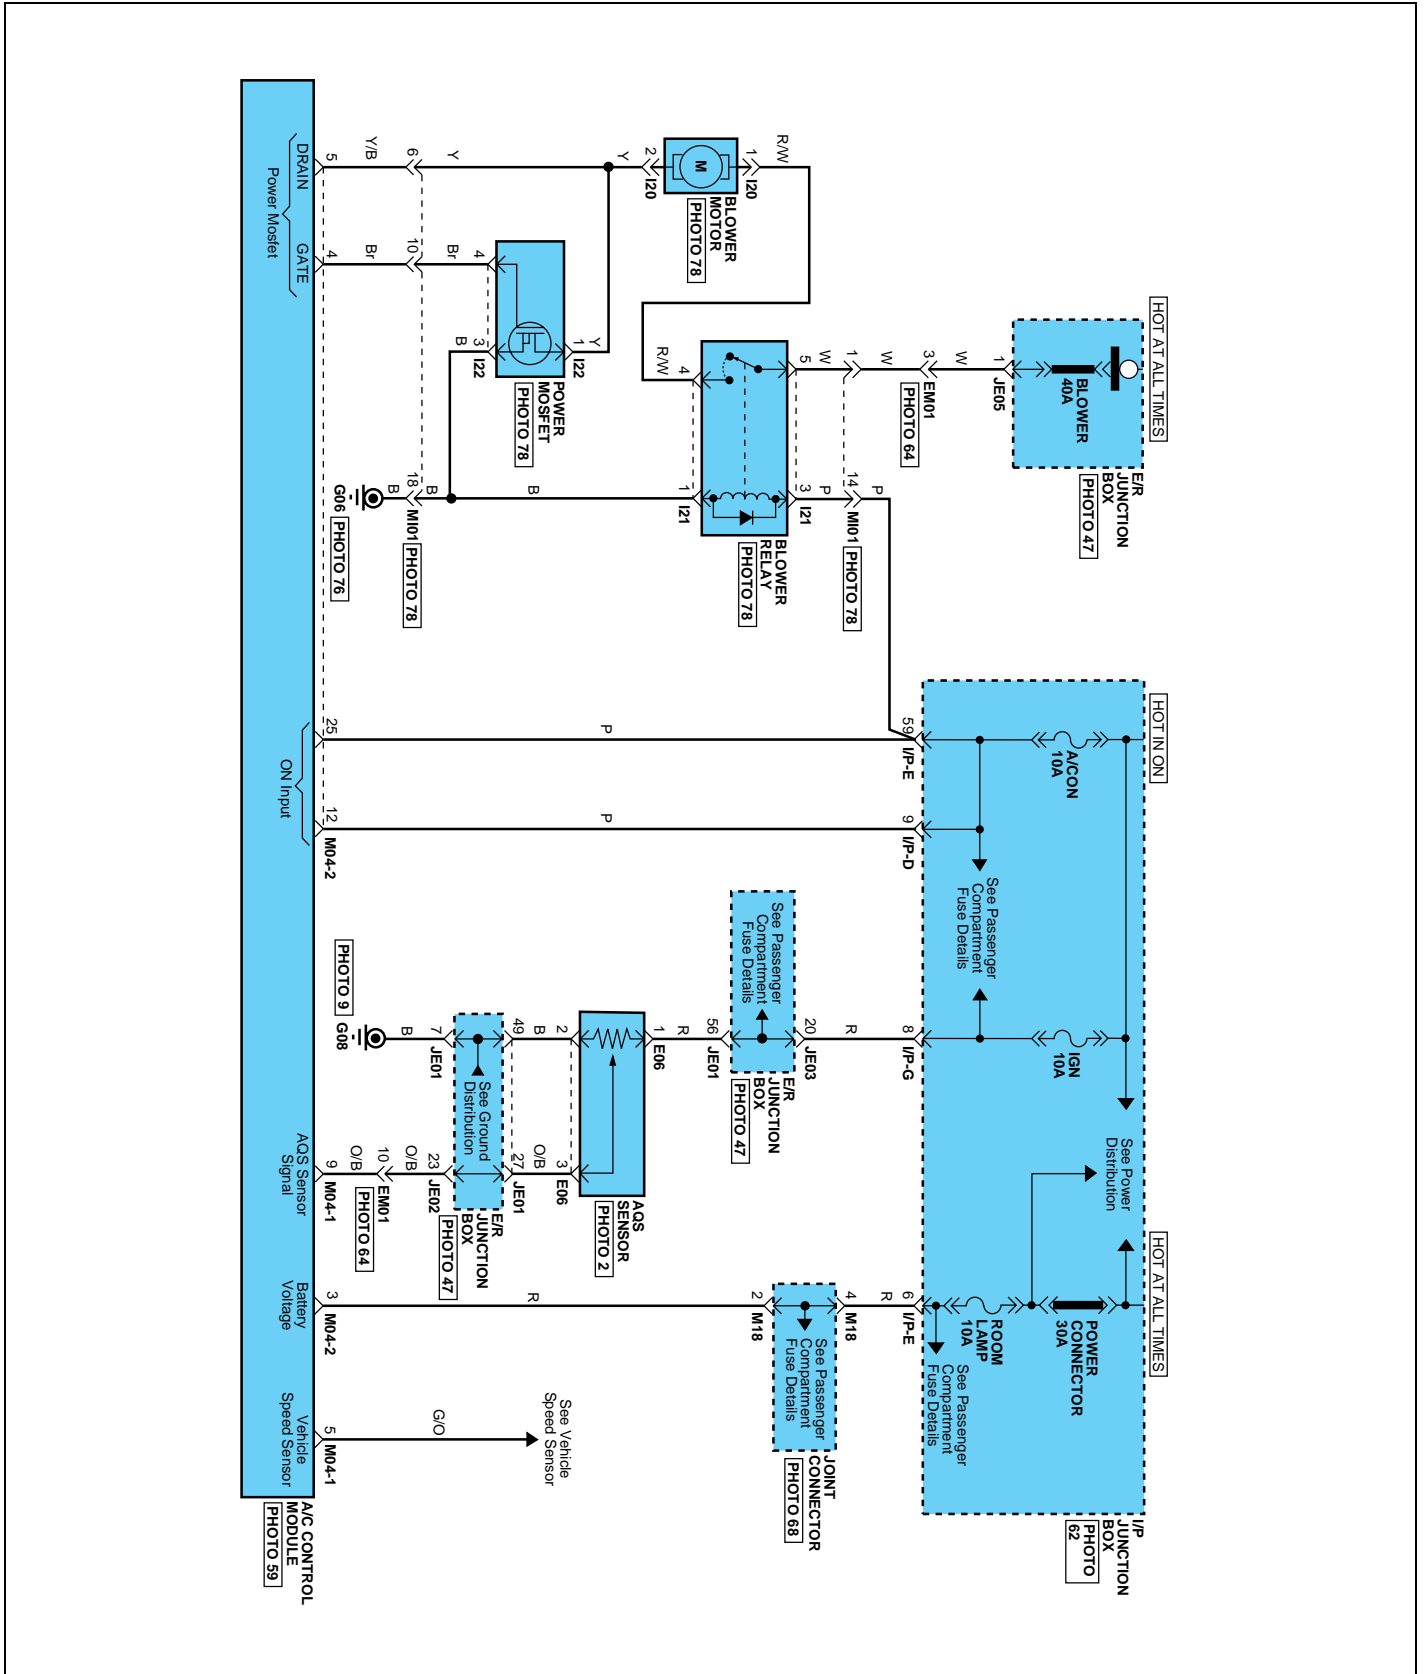 HOT AT ALL TIMES
HOT IN ON
HOT AT ALL TIMES
BLOWER
40A
E/R
JUNCTION
BOX
PHOTO 47
1
JE05
W
3
EM01
PHOTO 64
W
1
W
5
P
14
MI01
PHOTO 78
P
3
I21
BLOWER
RELAY
PHOTO 78
4
R/W
1
I21
R/W
1
I20
BLOWER
MOTOR
PHOTO 78
2
I20
Y
Y
1
I22
POWER
MOSFET
PHOTO 78
4
3
I22
Br
B
B
Y
6
10
18
MI01
PHOTO 78
B
Y/B
Br
B
G06
PHOTO 76
5
4
DRAIN
GATE
Power Mosfet
A/CON
10A
IGN
10A
See Power
Distribution
POWER
CONNECTOR
30A
ROOM
LAMP
10A
I/P
JUNCTION
BOX
PHOTO
62
See Passenger
Compartment
Fuse Details
See Passenger
Compartment
Fuse Details
59
I/P-E
9
I/P-D
8
I/P-G
6
I/P-E
P
P
25
12
M04-2
ON Input
R
20
JE03
See Passenger
Compartment
Fuse Details
E/R
JUNCTION
BOX
PHOTO 47
56
JE01
R
1
E06
AQS
SENSOR
PHOTO 2
2
3
E06
B
O/B
49
27
JE01
See Ground
Distribution
E/R
JUNCTION
BOX
PHOTO 47
7
JE01
23
JE02
B
O/B
10
EM01
PHOTO 64
O/B
G08
PHOTO 9
9
M04-1
AQS Sensor
Signal
R
4
M18
See Passenger
Compartment
Fuse Details
JOINT
CONNECTOR
PHOTO 68
2
M18
R
3
M04-2
Battery
Voltage
See Vehicle
Speed Sensor
G/O
5
M04-1
Vehicle
Speed Sensor
A/C CONTROL
MODULE
PHOTO 59
M